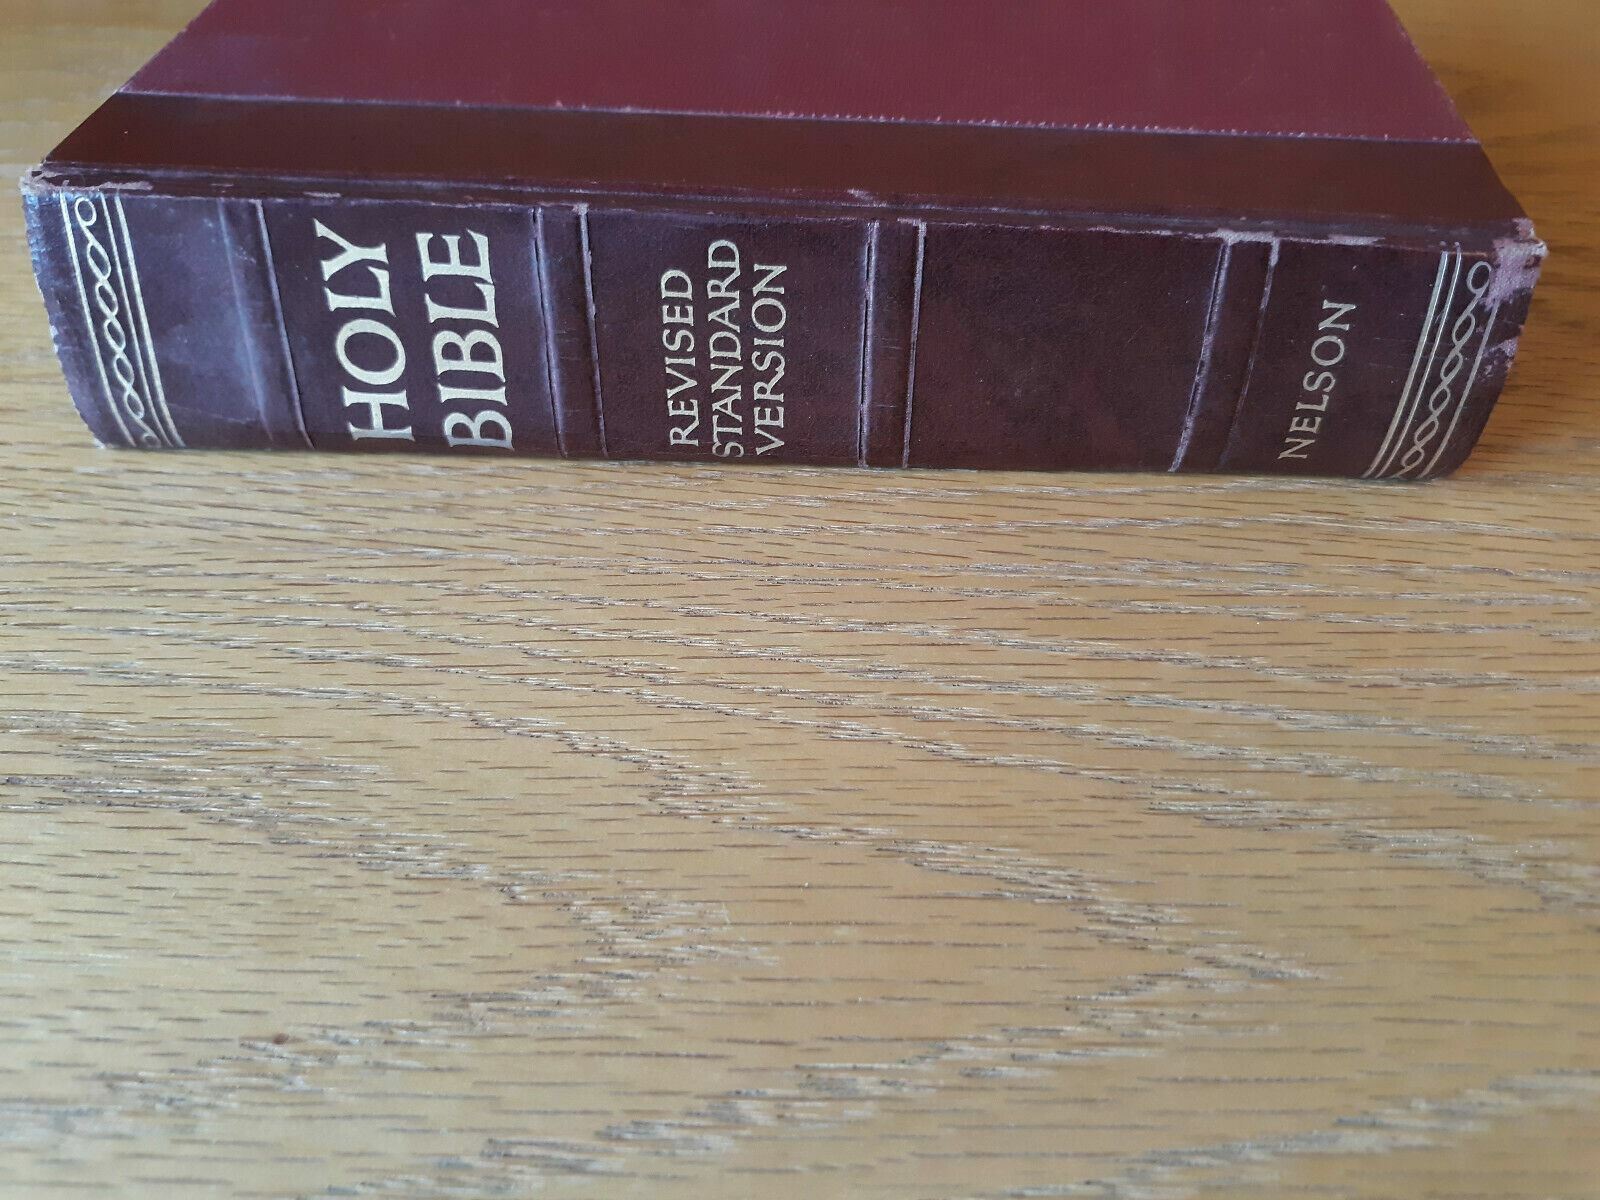 HOLY
BIBLE
REVISED
STANDARD
VERSION
NELSON